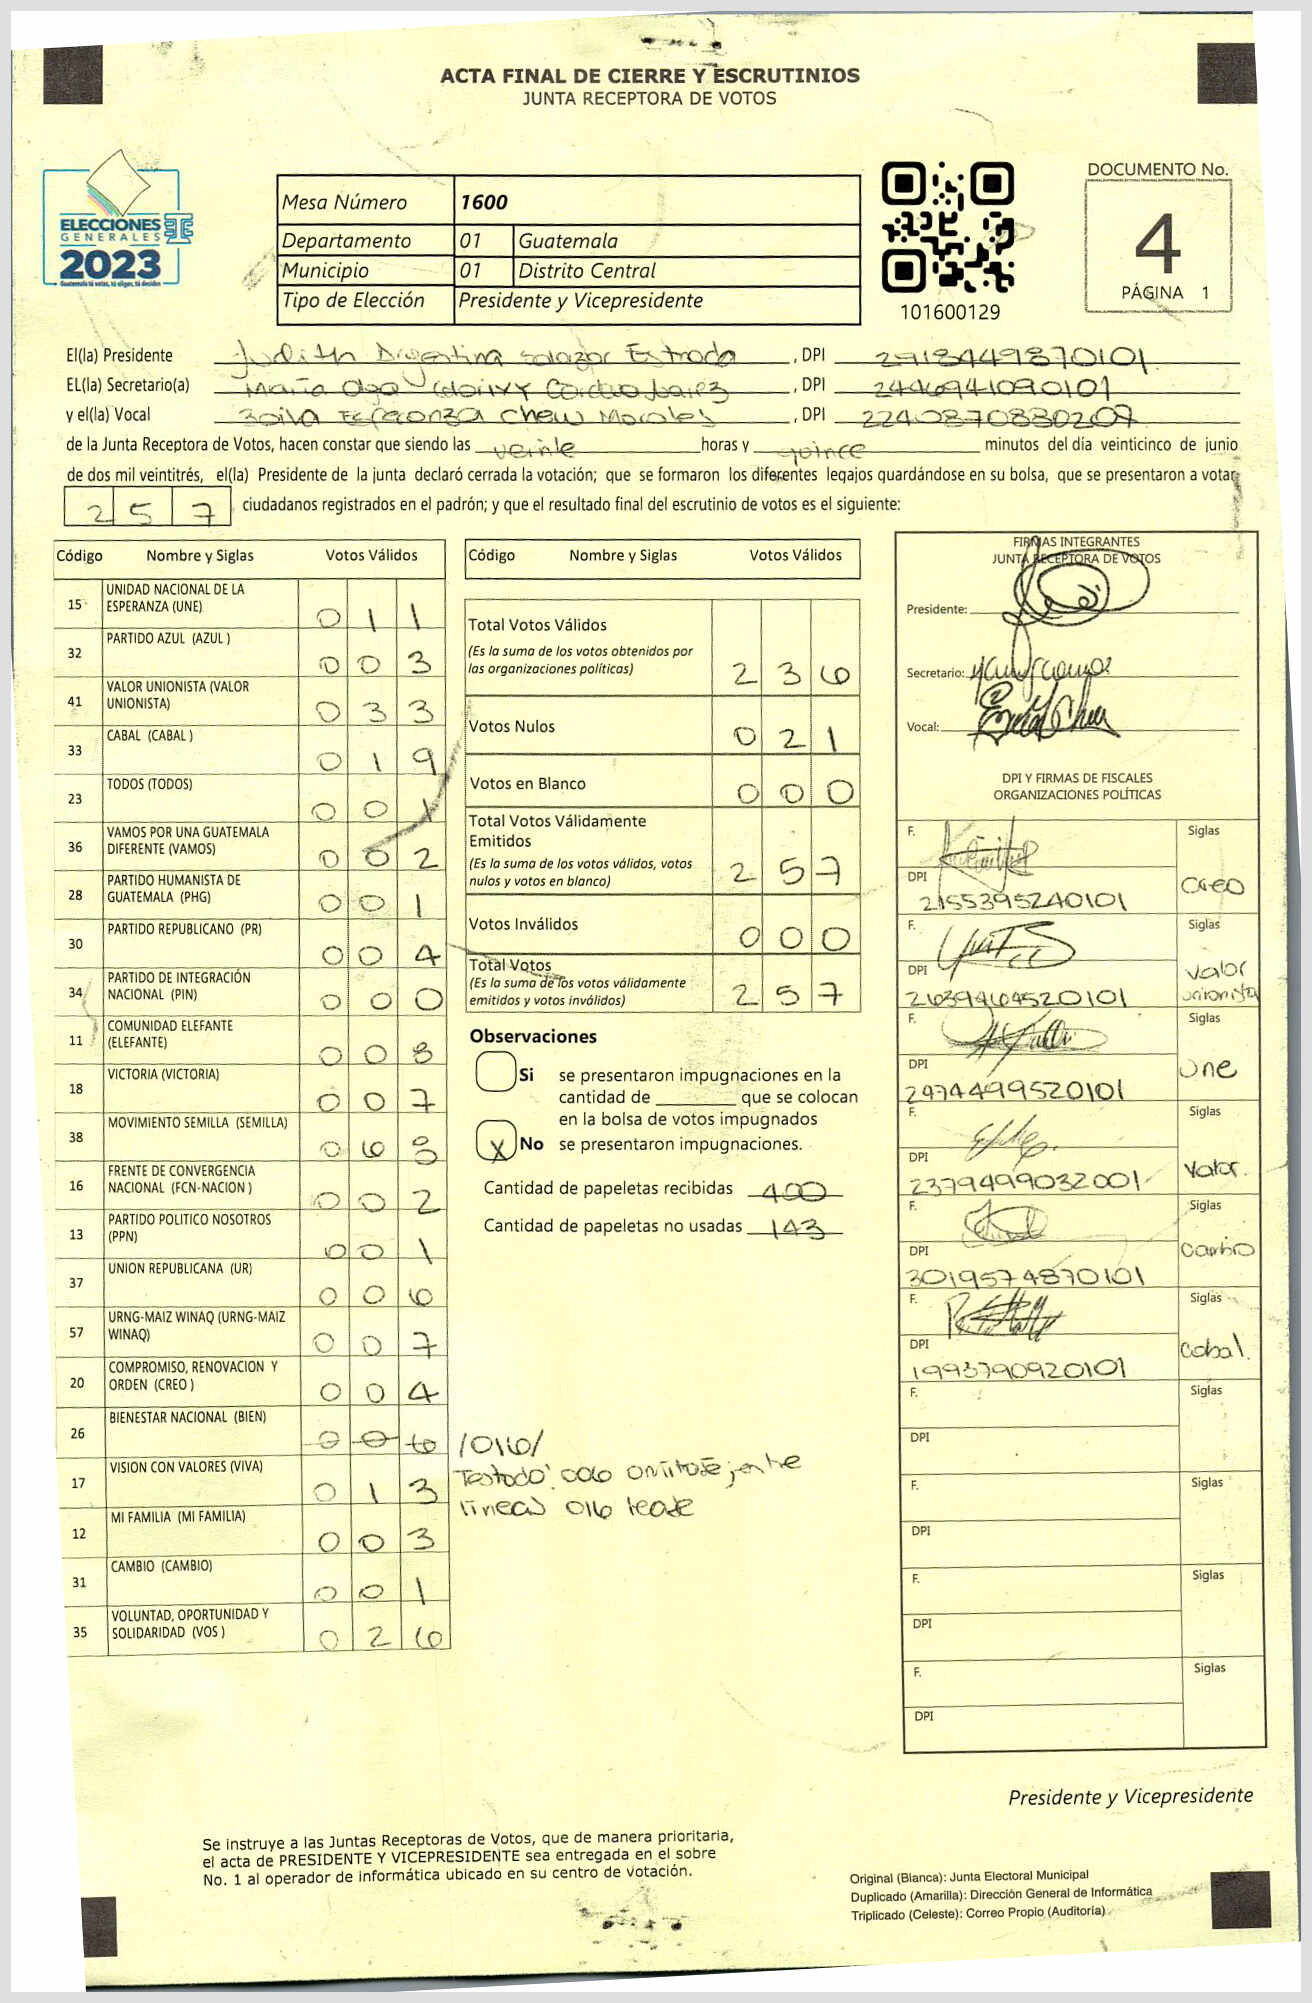 ACTA FINAL DE CIERRE Y ESCRUTINIOS
JUNTA RECEPTORA DE VOTOS
ELECCIONES
GENERALES
2023
Guatemala tú votas, tú eliges, tú decides
Mesa Número 1600
Departamento 01 Guatemala
Municipio 01 Distrito Central
Tipo de Elección Presidente y Vicepresidente
101600129
DOCUMENTO No.
4
PÁGINA 1
El(la) Presidente Judith Argentina Salazar Estrada , DPI 2918449870101
EL(la) Secretario(a) María Olga , DPI 2446941090101
y el(la) Vocal Zoila Esperanza Chew Morales , DPI 2240870880207
de la Junta Receptora de Votos, hacen constar que siendo las veinte horas y quince minutos del día veinticinco de junio
de dos mil veintitrés, el(la) Presidente de la junta declaró cerrada la votación; que se formaron los diferentes legajos quardándose en su bolsa, que se presentaron a votar
257 ciudadanos registrados en el padrón; y que el resultado final del escrutinio de votos es el siguiente:
Código Nombre y Siglas Votos Válidos
15 UNIDAD NACIONAL DE LA
ESPERANZA (UNE) 0 1 1
32 PARTIDO AZUL (AZUL ) 0 0 3
41 VALOR UNIONISTA (VALOR
UNIONISTA) 0 3 3
33 CABAL (CABAL ) 0 1 9
23 TODOS (TODOS) 0 0 1
36 VAMOS POR UNA GUATEMALA
DIFERENTE (VAMOS) 0 0 2
28 PARTIDO HUMANISTA DE
GUATEMALA (PHG) 0 0 1
30 PARTIDO REPUBLICANO (PR) 0 0 4
34 PARTIDO DE INTEGRACIÓN
NACIONAL (PIN) 0 0 0
11 COMUNIDAD ELEFANTE
(ELEFANTE) 0 0 8
18 VICTORIA (VICTORIA) 0 0 7
38 MOVIMIENTO SEMILLA (SEMILLA) 0 6 8
16 FRENTE DE CONVERGENCIA
NACIONAL (FCN-NACION ) 0 0 2
13 PARTIDO POLITICO NOSOTROS
(PPN) 0 0 1
37 UNION REPUBLICANA (UR) 0 0 6
57 URNG-MAIZ WINAQ (URNG-MAIZ
WINAQ) 0 0 7
20 COMPROMISO, RENOVACION Y
ORDEN (CREO ) 0 0 4
26 BIENESTAR NACIONAL (BIEN) 0 0 6 /016/
Testado: 006 omítase; entre
líneas 016 léase
17 VISION CON VALORES (VIVA) 0 1 3
12 MI FAMILIA (MI FAMILIA) 0 0 3
31 CAMBIO (CAMBIO) 0 0 1
35 VOLUNTAD, OPORTUNIDAD Y
SOLIDARIDAD (VOS ) 0 2 6
Código Nombre y Siglas Votos Válidos
Total Votos Válidos
(Es la suma de los votos obtenidos por
las organizaciones políticas) 2 3 6
Votos Nulos 0 2 1
Votos en Blanco 0 0 0
Total Votos Válidamente
Emitidos
(Es la suma de los votos válidos, votos
nulos y votos en blanco) 2 5 7
Votos Inválidos 0 0 0
Total Votos
(Es la suma de los votos válidamente
emitidos y votos inválidos) 2 5 7
Observaciones
Si se presentaron impugnaciones en la
cantidad de ________ que se colocan
en la bolsa de votos impugnados
X No se presentaron impugnaciones.
Cantidad de papeletas recibidas 400
Cantidad de papeletas no usadas 143
FIRMAS INTEGRANTES
JUNTA RECEPTORA DE VOTOS
Presidente:
Secretario:
Vocal:
DPI Y FIRMAS DE FISCALES
ORGANIZACIONES POLÍTICAS
F. Siglas
DPI Creo
2155395240101
F. Siglas
DPI Valor
2639464520101 unionista
F. Siglas
DPI Une
2974499520101
F. Siglas
DPI Valor.
2379499032001
F. Siglas
DPI Cambio
3019574870101
F. Siglas
DPI Cabal.
1993790920101
F. Siglas
DPI
F. Siglas
DPI
F. Siglas
DPI
F. Siglas
DPI
Presidente y Vicepresidente
Se instruye a las Juntas Receptoras de Votos, que de manera prioritaria,
el acta de PRESIDENTE Y VICEPRESIDENTE sea entregada en el sobre
No. 1 al operador de informática ubicado en su centro de votación.
Original (Blanca): Junta Electoral Municipal
Duplicado (Amarilla): Dirección General de Informática
Triplicado (Celeste): Correo Propio (Auditoría)